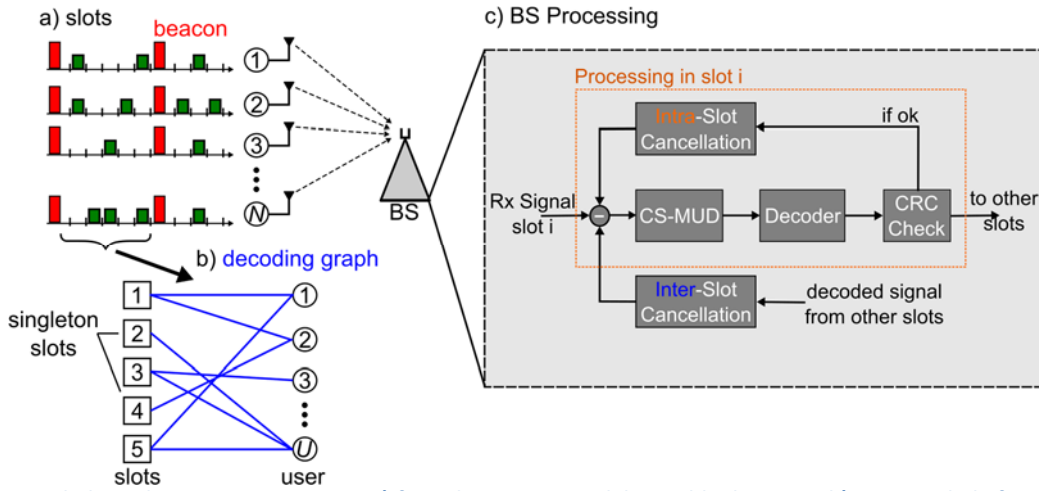 a) slots
beacon
1
2
3
N
BS
b) decoding graph
1
2
3
4
5
singleton
slots
slots
1
2
3
U
user
c) BS Processing
Processing in slot i
Intra-Slot
Cancellation
if ok
Rx Signal
slot i
−
CS-MUD
Decoder
CRC
Check
to other
slots
Inter-Slot
Cancellation
decoded signal
from other slots